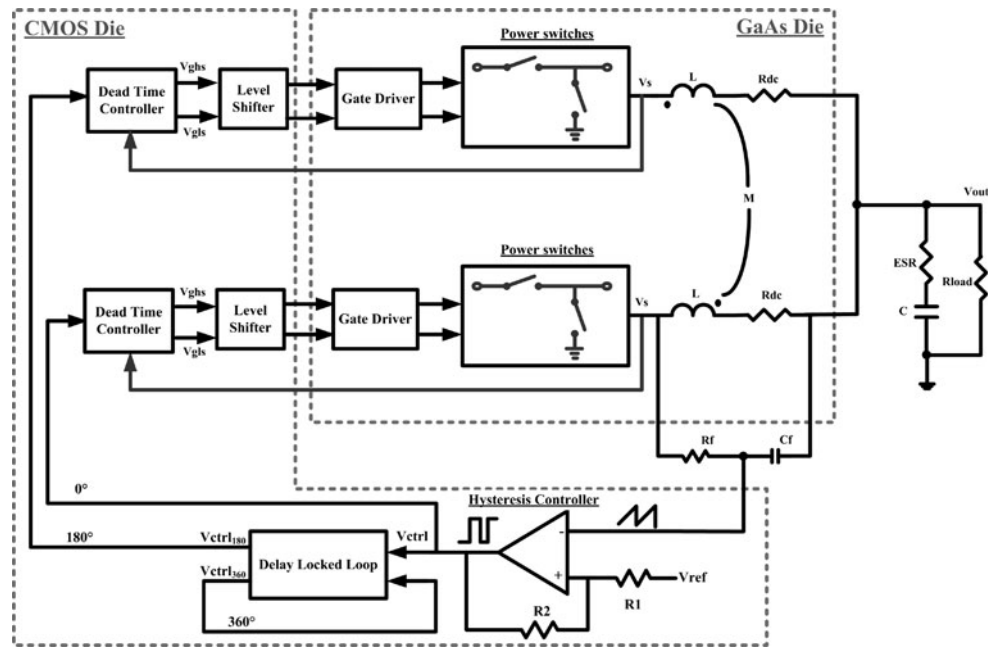 CMOS Die
GaAs Die
Power switches
Dead Time
Controller
Vghs
Vgls
Level
Shifter
Gate Driver
Vs
L
Rdc
M
Vout
ESR
C
Rload
Power switches
Dead Time
Controller
Vghs
Vgls
Level
Shifter
Gate Driver
Vs
L
Rdc
Rf
Cf
0°
180°
Vctrl180
Vctrl360
360°
Delay Locked Loop
Vctrl
Hysteresis Controller
-
+
R1
Vref
R2